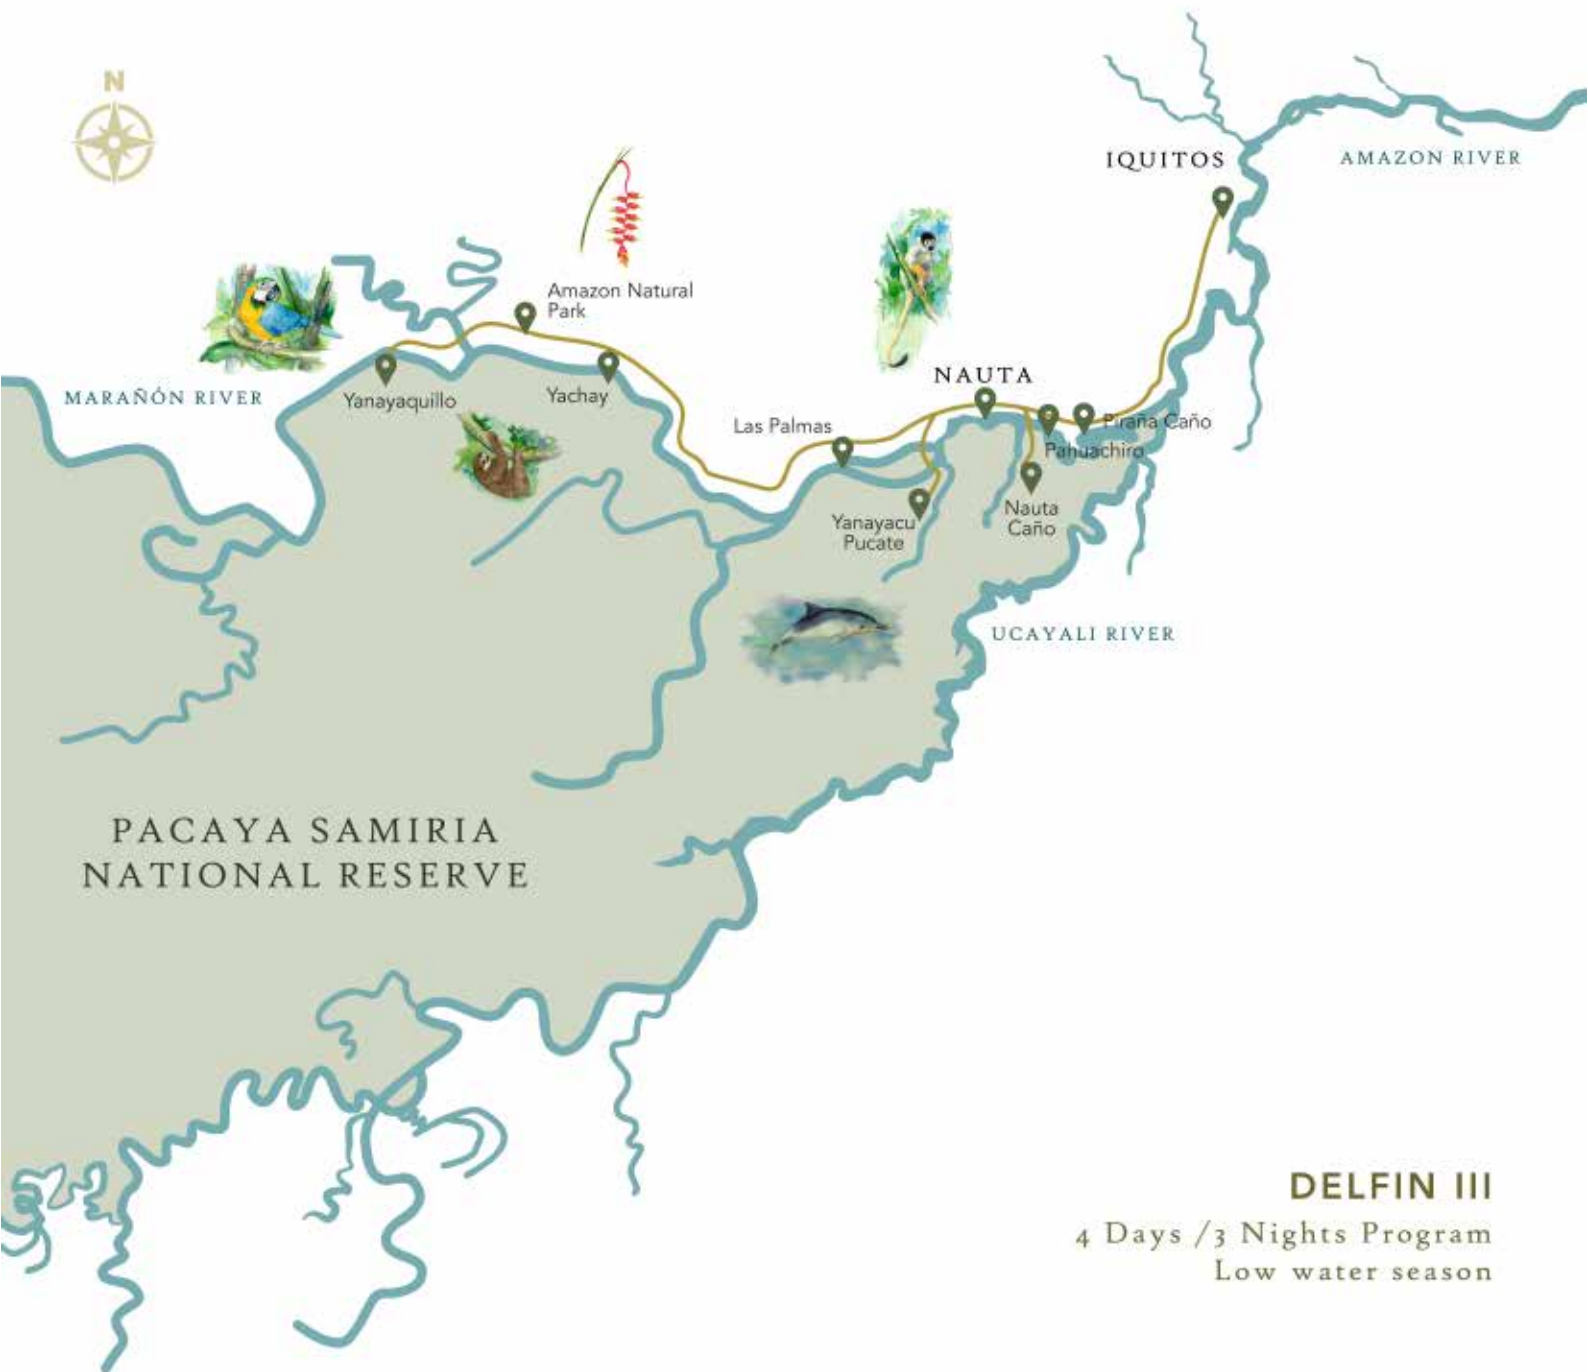 N
IQUITOS
AMAZON RIVER
Amazon Natural
Park
NAUTA
MARAÑÓN RIVER
Yanayaquillo
Yachay
Las Palmas
Piraña Caño
Pahuachiro
Yanayacu
Pucate
Nauta
Caño
UCAYALI RIVER
PACAYA SAMIRIA
NATIONAL RESERVE
DELFIN III
4 Days /3 Nights Program
Low water season